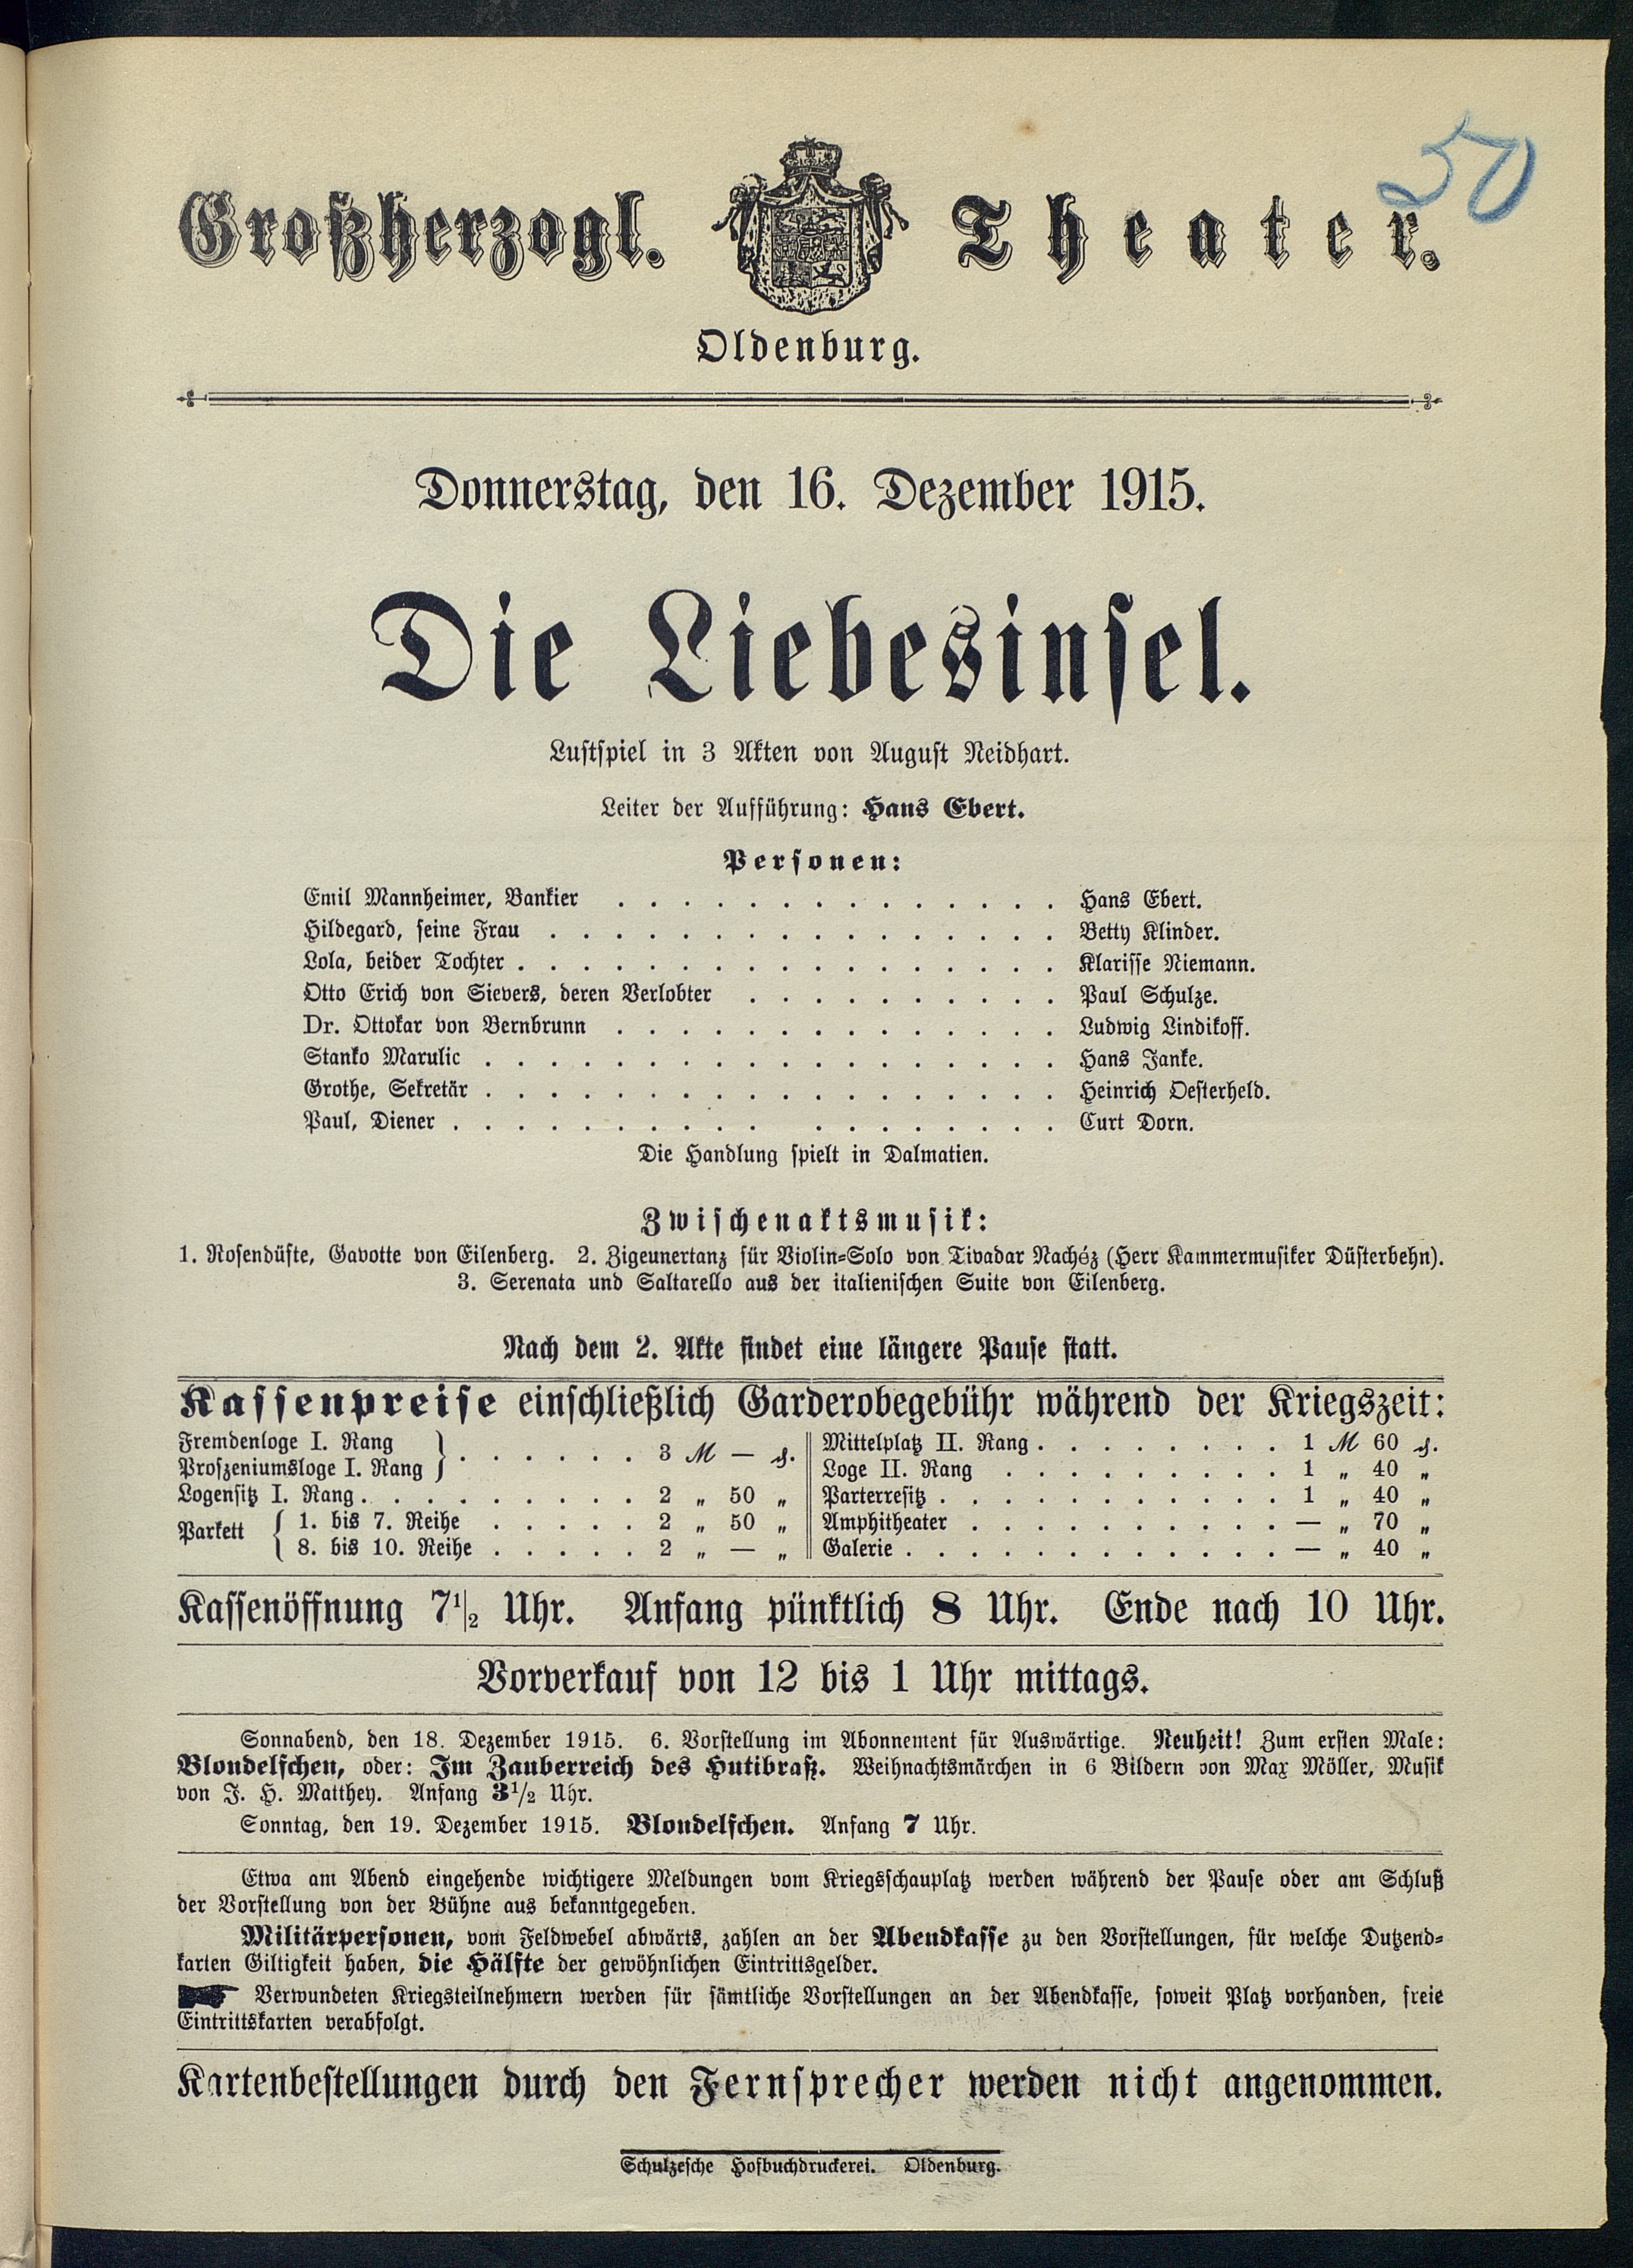 50
Großherzogl. Theater.
Oldenburg.
Donnerstag, den 16. Dezember 1915.
Die Liebesinsel.
Lustspiel in 3 Akten von August Neidhart.
Leiter der Aufführung: Hans Ebert.
Personen:
Emil Mannheimer, Bankier . . . . . . . . . . . . . . Hans Ebert.
Hildegard, seine Frau . . . . . . . . . . . . . . . . Betty Klinder.
Lola, beider Tochter . . . . . . . . . . . . . . . . . Klarisse Niemann.
Otto Erich von Sievers, deren Verlobter . . . . . . . . . . Paul Schulze.
Dr. Ottokar von Bernbrunn . . . . . . . . . . . . . . Ludwig Lindikoff.
Stanko Marulic . . . . . . . . . . . . . . . . . . Hans Janke.
Grothe, Sekretär . . . . . . . . . . . . . . . . . . Heinrich Oesterheld.
Paul, Diener . . . . . . . . . . . . . . . . . . Curt Dorn.
Die Handlung spielt in Dalmatien.
Zwischenaktsmusik:
1. Rosendüfte, Gavotte von Eilenberg. 2. Zigeunertanz für Violin-Solo von Tivadar Nachéz (Herr Kammermusiker Düsterbehn).
3. Serenata und Saltarello aus der italienischen Suite von Eilenberg.
Nach dem 2. Akte findet eine längere Pause statt.
Kassenpreise einschließlich Garderobegebühr während der Kriegszeit:
Fremdenloge I. Rang
Proszeniumsloge I. Rang } . . . . . . 3 ℳ — ₰.
Logensitz I. Rang . . . . . . . . . 2 „ 50 „
Parkett { 1. bis 7. Reihe . . . . . 2 „ 50 „
8. bis 10. Reihe . . . . . 2 „ — „
Mittelplatz II. Rang . . . . . . . . 1 ℳ 60 ₰.
Loge II. Rang . . . . . . . . . 1 „ 40 „
Parterresitz . . . . . . . . . . . 1 „ 40 „
Amphitheater . . . . . . . . . . — „ 70 „
Galerie . . . . . . . . . . . . — „ 40 „
Kassenöffnung 7½ Uhr. Anfang pünktlich 8 Uhr. Ende nach 10 Uhr.
Vorverkauf von 12 bis 1 Uhr mittags.
Sonnabend, den 18. Dezember 1915. 6. Vorstellung im Abonnement für Auswärtige. Neuheit! Zum ersten Male:
Blondelfchen, oder: Im Zauberreich des Hutibraß. Weihnachtsmärchen in 6 Bildern von Max Möller, Musik
von J. H. Matthey. Anfang 3½ Uhr.
Sonntag, den 19. Dezember 1915. Blondelfchen. Anfang 7 Uhr.
Etwa am Abend eingehende wichtigere Meldungen vom Kriegsschauplatz werden während der Pause oder am Schluß
der Vorstellung von der Bühne aus bekanntgegeben.
Militärpersonen, vom Feldwebel abwärts, zahlen an der Abendkasse zu den Vorstellungen, für welche Dutzend-
karten Giltigkeit haben, die Hälfte der gewöhnlichen Eintrittsgelder.
Verwundeten Kriegsteilnehmern werden für sämtliche Vorstellungen an der Abendkasse, soweit Platz vorhanden, freie
Eintrittskarten verabfolgt.
Kartenbestellungen durch den Fernsprecher werden nicht angenommen.
Schulzesche Hofbuchdruckerei. Oldenburg.